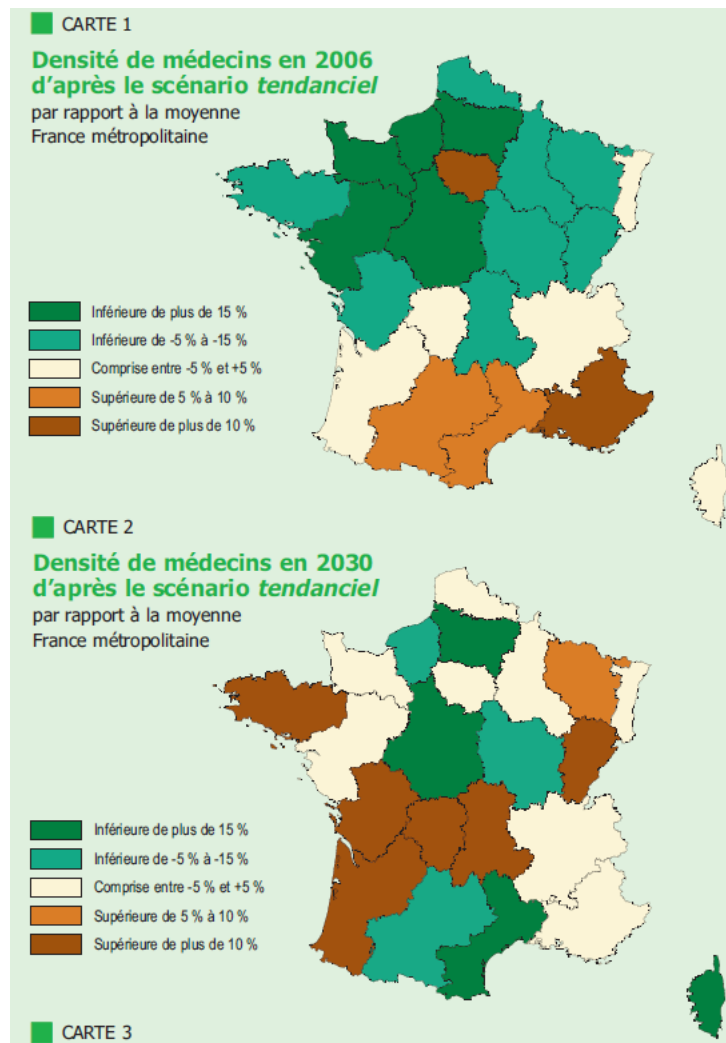 CARTE 1
Densité de médecins en 2006
d'après le scénario tendanciel
par rapport à la moyenne
France métropolitaine
Inférieure de plus de 15 %
Inférieure de -5 % à -15 %
Comprise entre -5 % et +5 %
Supérieure de 5 % à 10 %
Supérieure de plus de 10 %
CARTE 2
Densité de médecins en 2030
d'après le scénario tendanciel
par rapport à la moyenne
France métropolitaine
Inférieure de plus de 15 %
Inférieure de -5 % à -15 %
Comprise entre -5 % et +5 %
Supérieure de 5 % à 10 %
Supérieure de plus de 10 %
CARTE 3